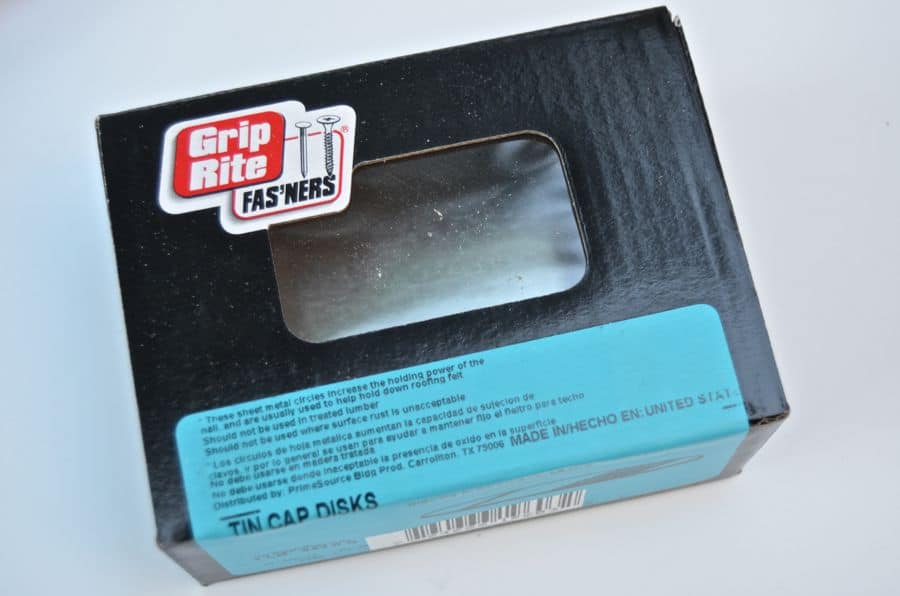 Grip
Rite
®
FAS'NERS
These sheet metal circles increase the holding power of the
nail, and are usually used to help hold down roofing felt
Should not be used in treated lumber
Should not be used where surface rust is unacceptable
Los circulos de hola metalica aumentan la capacidad de sujecion de
clavos, y por lo general se usan para ayudar a mantener fijo el fieltro para techo
No debe usarse en madera tratada
No debe usarse donde inaceptable la presencia de oxido en la superficie
Distributed by: PrimeSource Bldg Prod. Carrollton, TX 75006 MADE IN/HECHO EN: UNITED STAT
TIN CAP DISKS